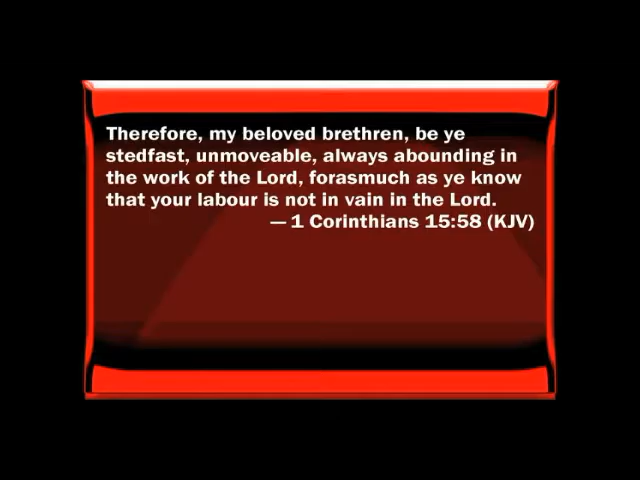 Therefore, my beloved brethren, be ye
stedfast, unmoveable, always abounding in
the work of the Lord, forasmuch as ye know
that your labour is not in vain in the Lord.
— 1 Corinthians 15:58 (KJV)